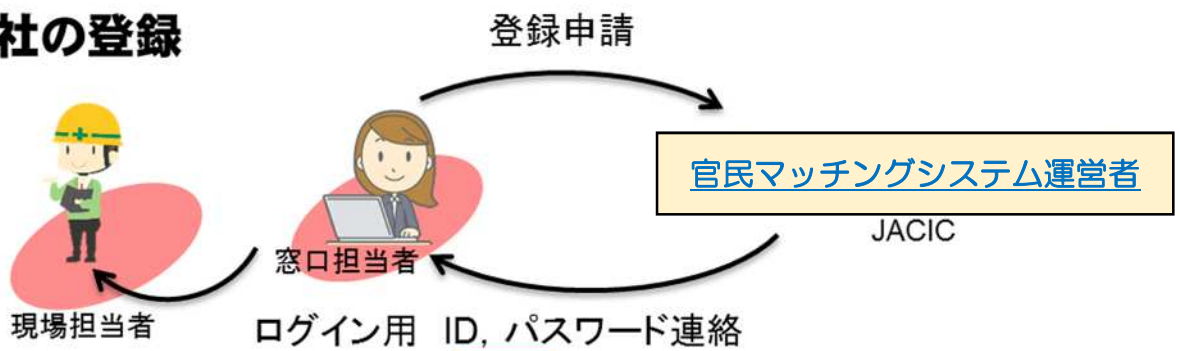 社の登録
登録申請
官民マッチングシステム運営者
JACIC
窓口担当者
現場担当者
ログイン用 ID, パスワード連絡